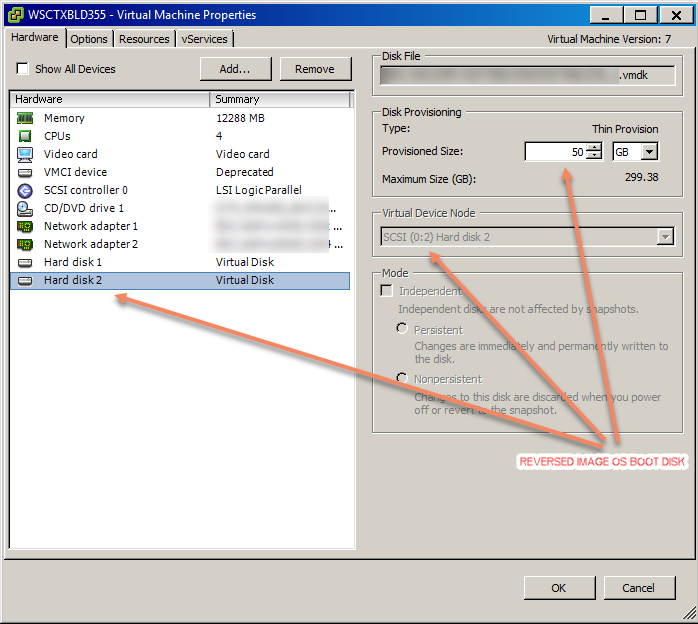 WSCTXBLD355 - Virtual Machine Properties
Hardware Options Resources vServices Virtual Machine Version: 7
Show All Devices Add... Remove
Hardware Summary
Memory 12288 MB
CPUs 4
Video card Video card
VMCI device Deprecated
SCSI controller 0 LSI Logic Parallel
CD/DVD drive 1 ...
Network adapter 1 ...
Network adapter 2 ...
Hard disk 1 Virtual Disk
Hard disk 2 Virtual Disk
Disk File
.vmdk
Disk Provisioning
Type: Thin Provision
Provisioned Size: 50 GB
Maximum Size (GB): 299.38
Virtual Device Node
SCSI (0:2) Hard disk 2
Mode
Independent
Independent disks are not affected by snapshots.
Persistent
Changes are immediately and permanently written to
the disk.
Nonpersistent
Changes to this disk are discarded when you power
off or revert to the snapshot.
REVERSED IMAGE OS BOOT DISK
OK Cancel